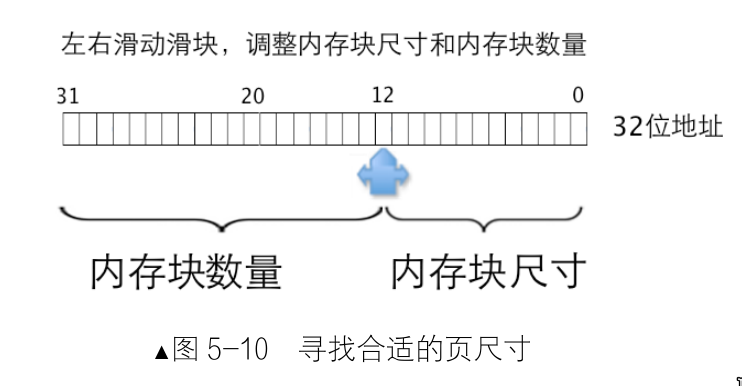 左右滑动滑块，调整内存块尺寸和内存块数量
31 20 12 0
32位地址
内存块数量 内存块尺寸
▲图 5-10 寻找合适的页尺寸